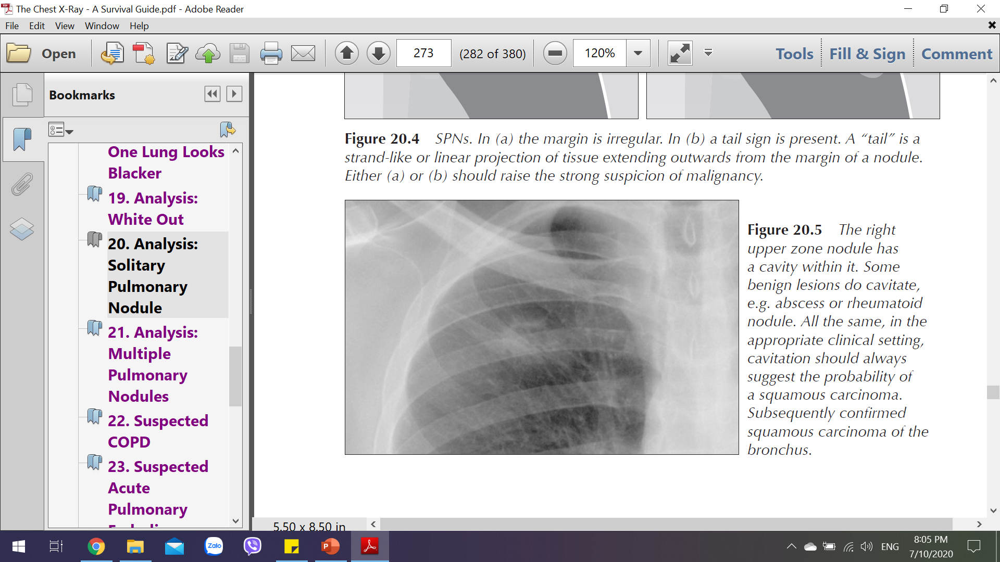 The Chest X-Ray - A Survival Guide.pdf - Adobe Reader
File Edit View Window Help
Open 273 (282 of 380) 120% Tools Fill & Sign Comment
Bookmarks
One Lung Looks
Blacker
19. Analysis:
White Out
20. Analysis:
Solitary
Pulmonary
Nodule
21. Analysis:
Multiple
Pulmonary
Nodules
22. Suspected
COPD
23. Suspected
Acute
Pulmonary
Figure 20.4 SPNs. In (a) the margin is irregular. In (b) a tail sign is present. A “tail” is a
strand-like or linear projection of tissue extending outwards from the margin of a nodule.
Either (a) or (b) should raise the strong suspicion of malignancy.
Figure 20.5 The right
upper zone nodule has
a cavity within it. Some
benign lesions do cavitate,
e.g. abscess or rheumatoid
nodule. All the same, in the
appropriate clinical setting,
cavitation should always
suggest the probability of
a squamous carcinoma.
Subsequently confirmed
squamous carcinoma of the
bronchus.
5.50 x 8.50 in
Zalo
ENG
8:05 PM
7/10/2020